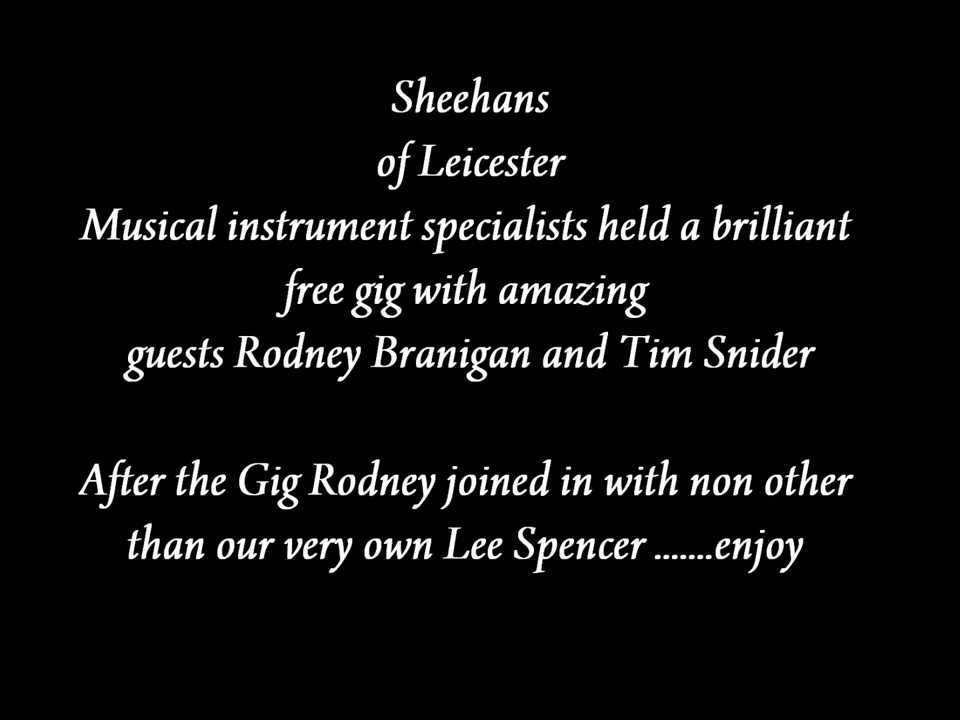 Sheehans
of Leicester
Musical instrument specialists held a brilliant
free gig with amazing
guests Rodney Branigan and Tim Snider
After the Gig Rodney joined in with non other
than our very own Lee Spencer .......enjoy